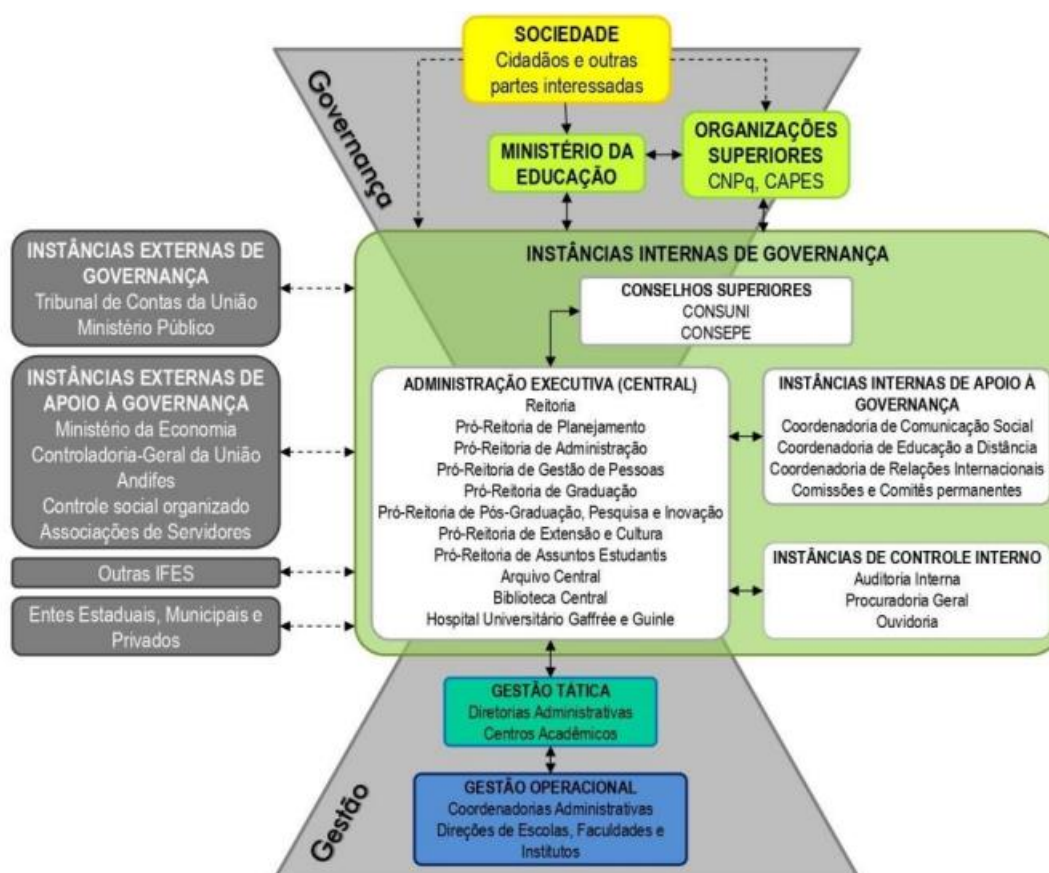 SOCIEDADE
Cidadãos e outras
partes interessadas
Governança
MINISTÉRIO DA
EDUCAÇÃO
ORGANIZAÇÕES
SUPERIORES
CNPq, CAPES
INSTÂNCIAS EXTERNAS DE
GOVERNANÇA
Tribunal de Contas da União
Ministério Público
INSTÂNCIAS EXTERNAS DE
APOIO À GOVERNANÇA
Ministério da Economia
Controladoria-Geral da União
Andifes
Controle social organizado
Associações de Servidores
Outras IFES
Entes Estaduais, Municipais e
Privados
INSTÂNCIAS INTERNAS DE GOVERNANÇA
CONSELHOS SUPERIORES
CONSUNI
CONSEPE
ADMINISTRAÇÃO EXECUTIVA (CENTRAL)
Reitoria
Pró-Reitoria de Planejamento
Pró-Reitoria de Administração
Pró-Reitoria de Gestão de Pessoas
Pró-Reitoria de Graduação
Pró-Reitoria de Pós-Graduação, Pesquisa e Inovação
Pró-Reitoria de Extensão e Cultura
Pró-Reitoria de Assuntos Estudantis
Arquivo Central
Biblioteca Central
Hospital Universitário Gaffrée e Guinle
INSTÂNCIAS INTERNAS DE APOIO À
GOVERNANÇA
Coordenadoria de Comunicação Social
Coordenadoria de Educação a Distância
Coordenadoria de Relações Internacionais
Comissões e Comitês permanentes
INSTÂNCIAS DE CONTROLE INTERNO
Auditoria Interna
Procuradoria Geral
Ouvidoria
GESTÃO TÁTICA
Diretorias Administrativas
Centros Acadêmicos
GESTÃO OPERACIONAL
Coordenadorias Administrativas
Direções de Escolas, Faculdades e
Institutos
Gestão